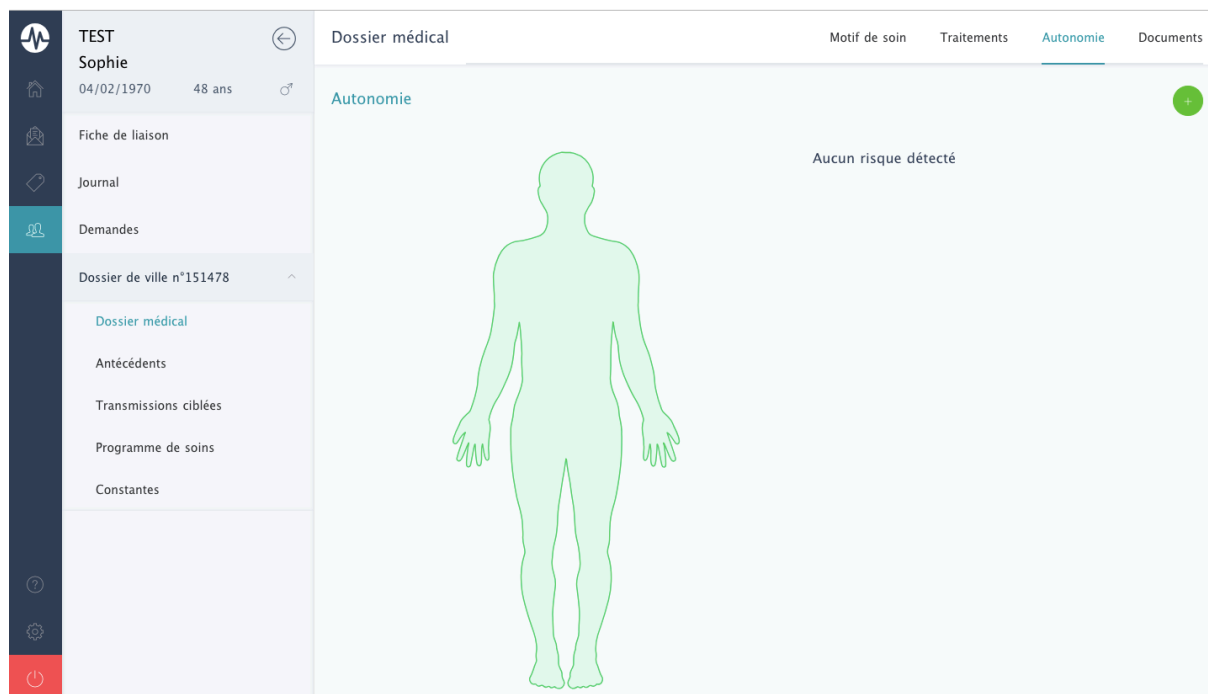 TEST
Sophie
04/02/1970 48 ans
Fiche de liaison
Journal
Demandes
Dossier de ville n°151478
Dossier médical
Antécédents
Transmissions ciblées
Programme de soins
Constantes
Dossier médical
Motif de soin Traitements Autonomie Documents
Autonomie
Aucun risque détecté